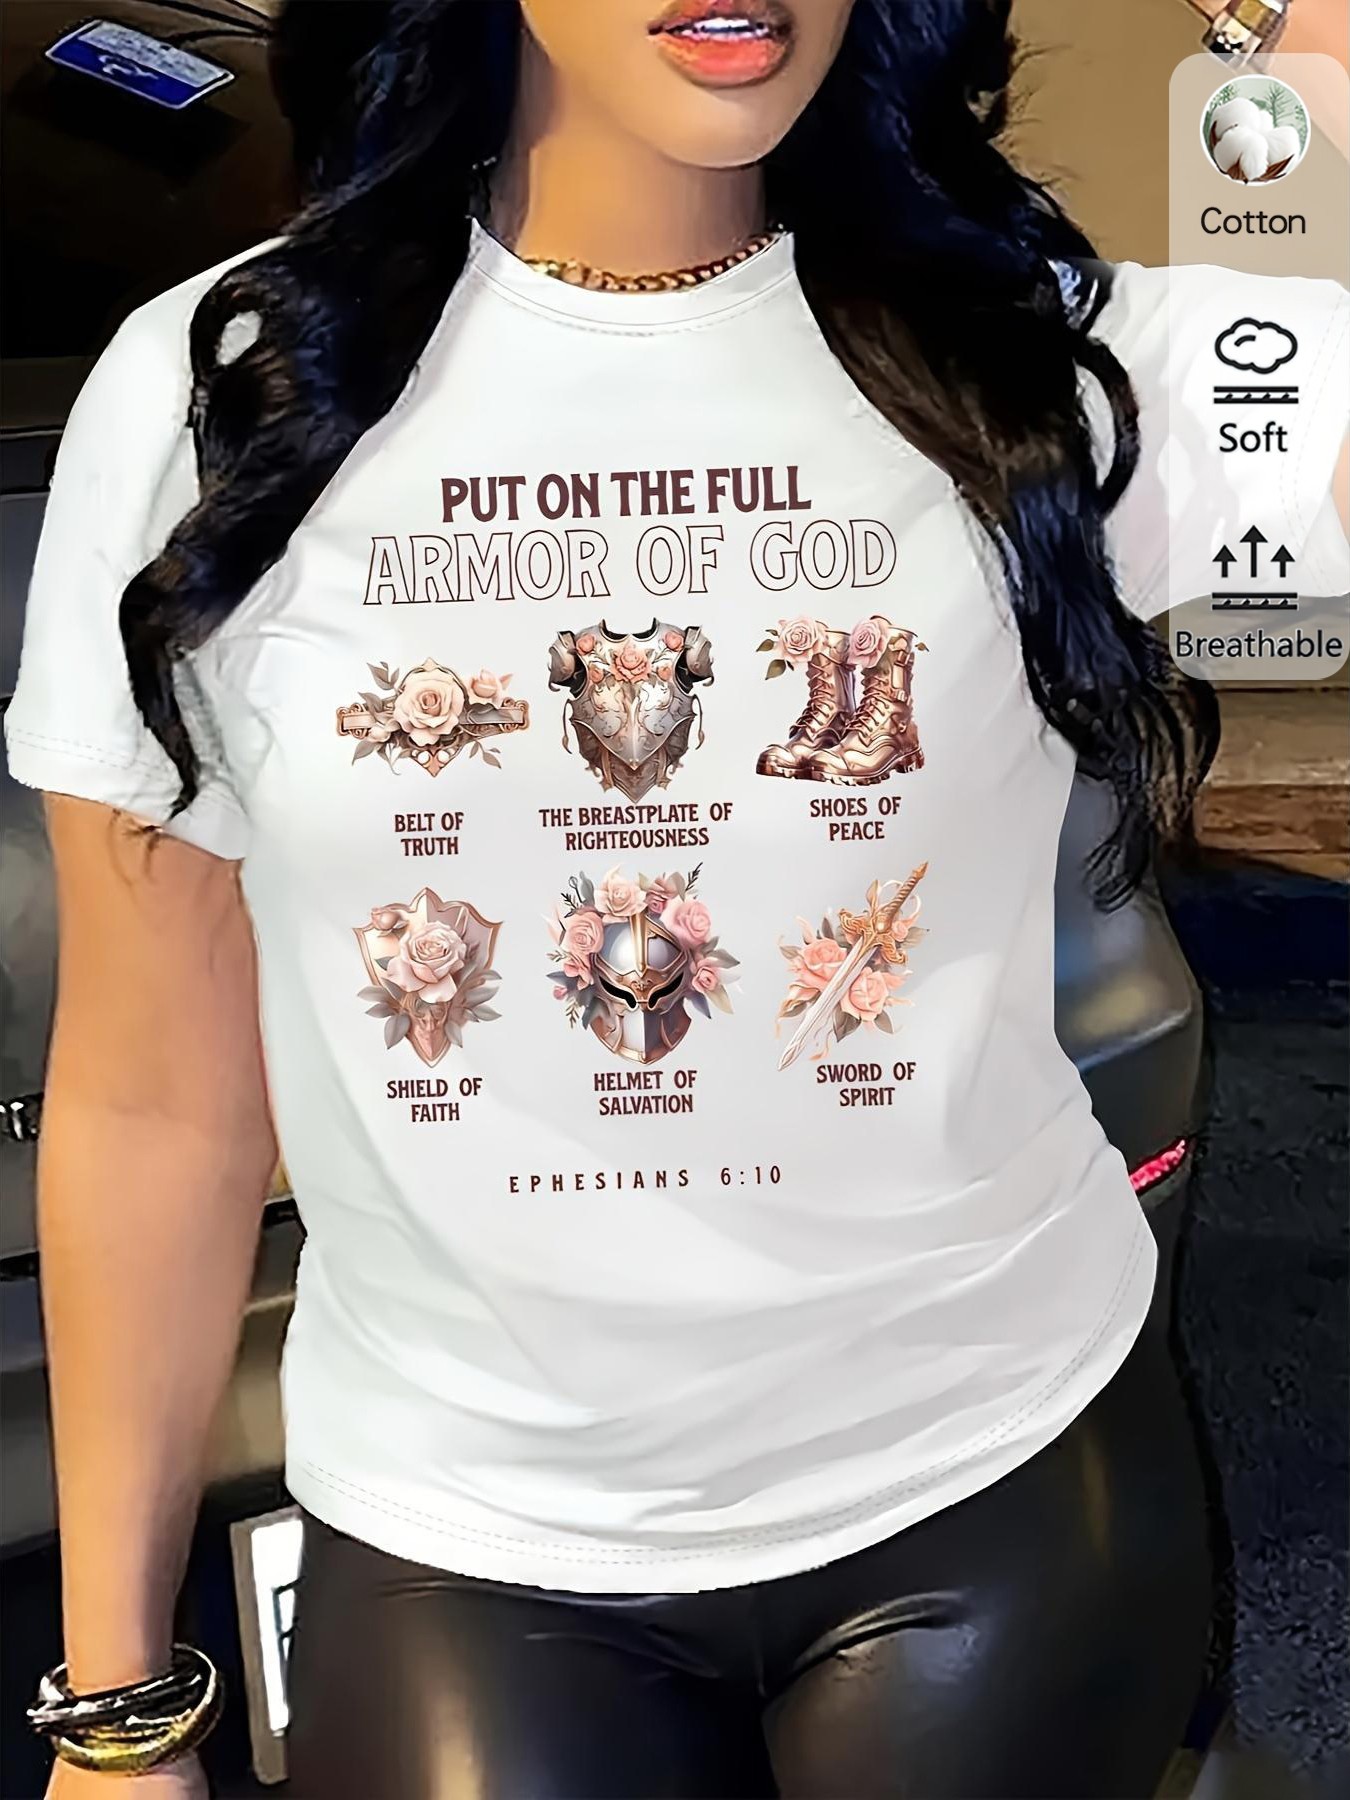 PUT ON THE FULL
ARMOR OF GOD
BELT OF
TRUTH
THE BREASTPLATE OF
RIGHTEOUSNESS
SHOES OF
PEACE
SHIELD OF
FAITH
HELMET OF
SALVATION
SWORD OF
SPIRIT
EPHESIANS 6:10
Cotton
Soft
Breathable